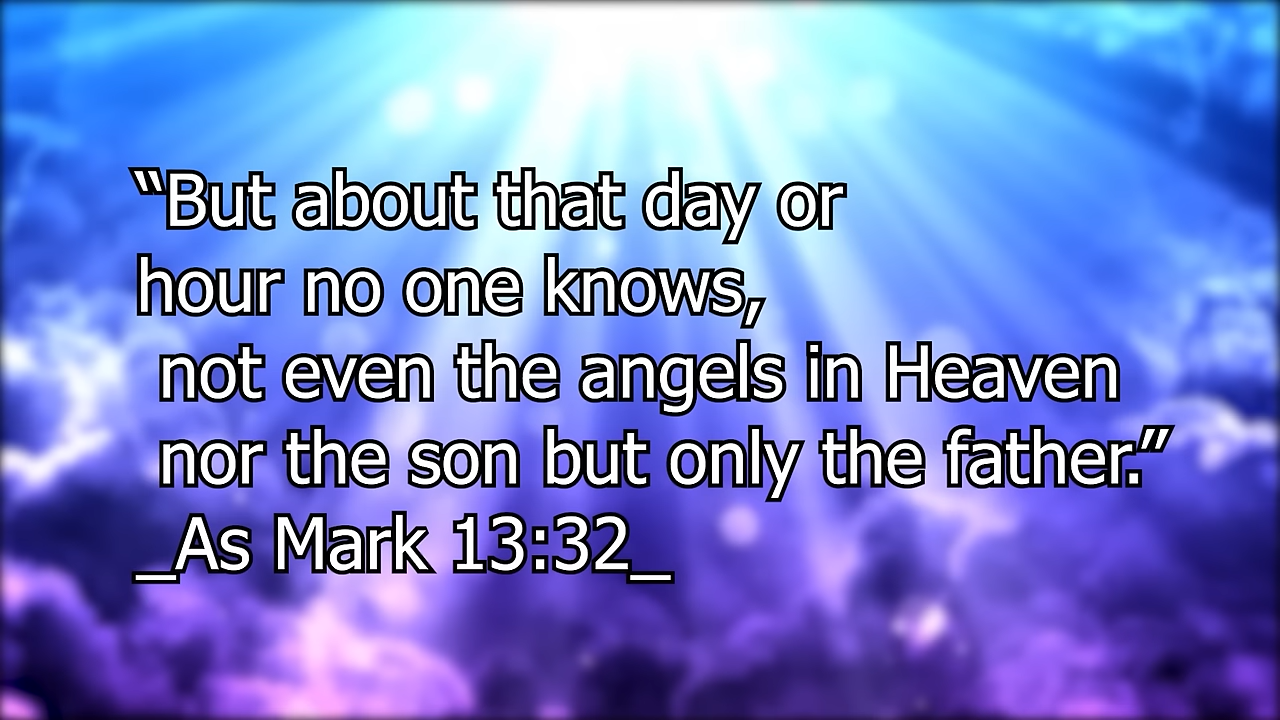 “But about that day or
hour no one knows,
not even the angels in Heaven
nor the son but only the father.”
_As Mark 13:32_